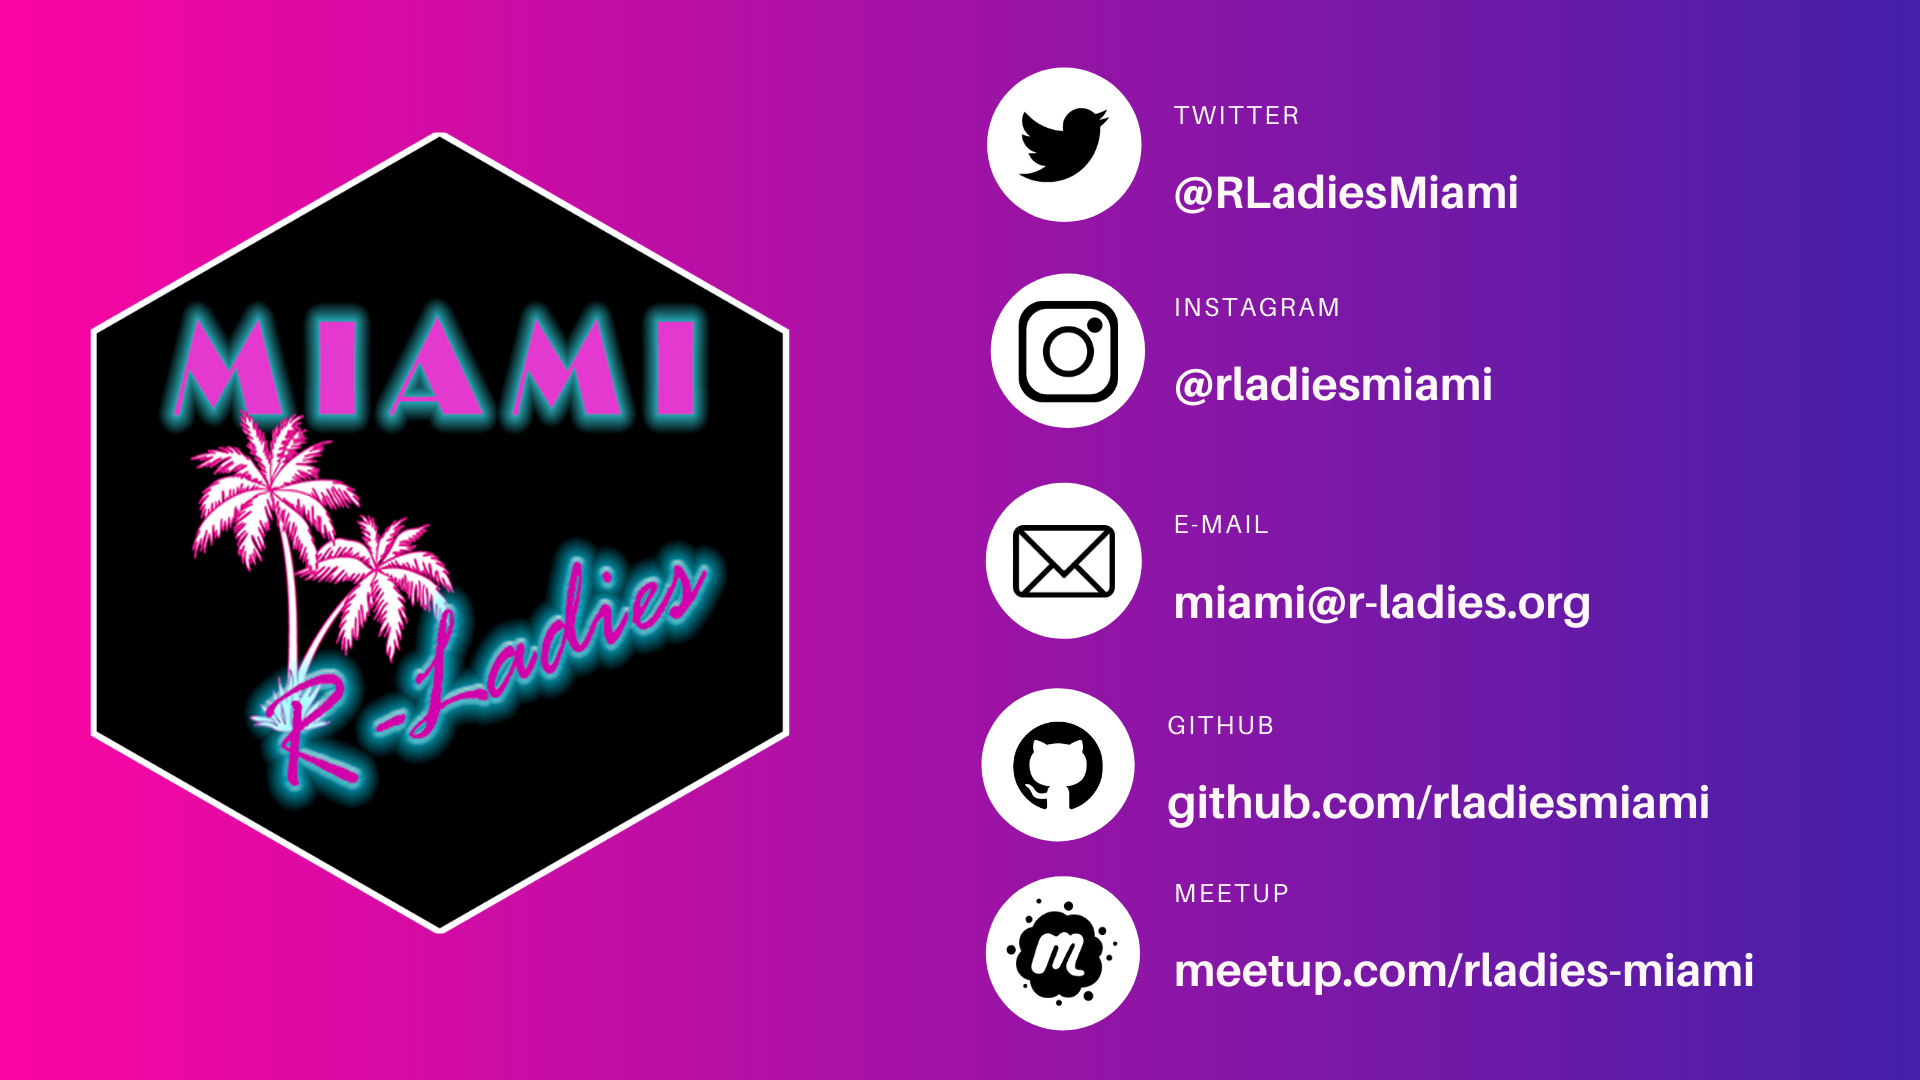 MIAMI
R-Ladies
TWITTER
@RLadiesMiami
INSTAGRAM
@rladiesmiami
E-MAIL
miami@r-ladies.org
GITHUB
github.com/rladiesmiami
MEETUP
m
meetup.com/rladies-miami